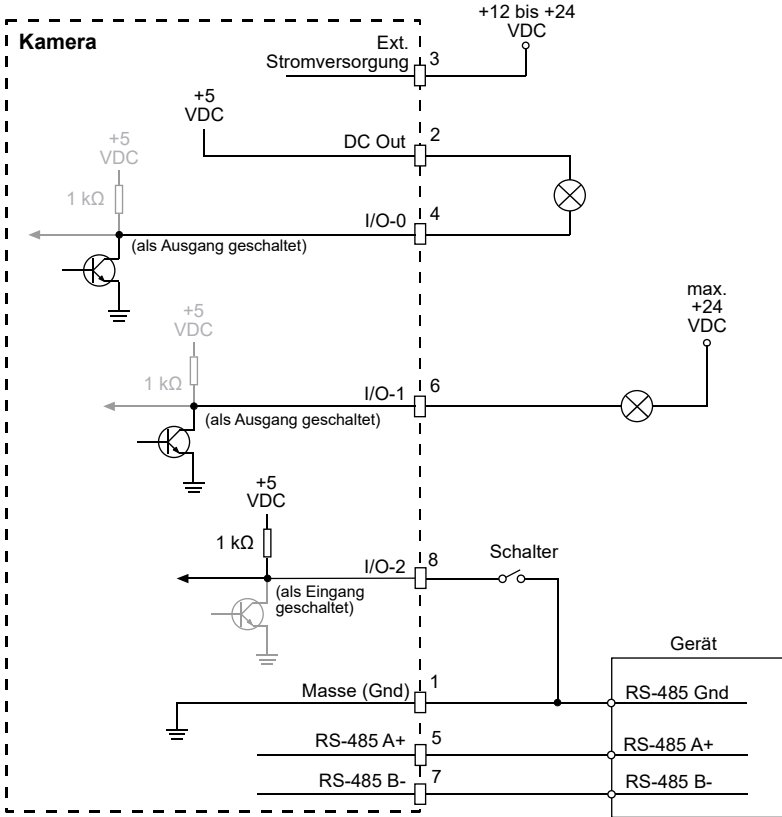 +12 bis +24
VDC
Kamera
Ext.
Stromversorgung
3
+5
VDC
DC Out
2
+5
VDC
1 kΩ
I/O-0
4
(als Ausgang geschaltet)
max.
+24
VDC
+5
VDC
1 kΩ
I/O-1
6
(als Ausgang geschaltet)
+5
VDC
1 kΩ
I/O-2
8
Schalter
(als Eingang
geschaltet)
Gerät
Masse (Gnd)
1
RS-485 Gnd
RS-485 A+
5
RS-485 A+
RS-485 B-
7
RS-485 B-